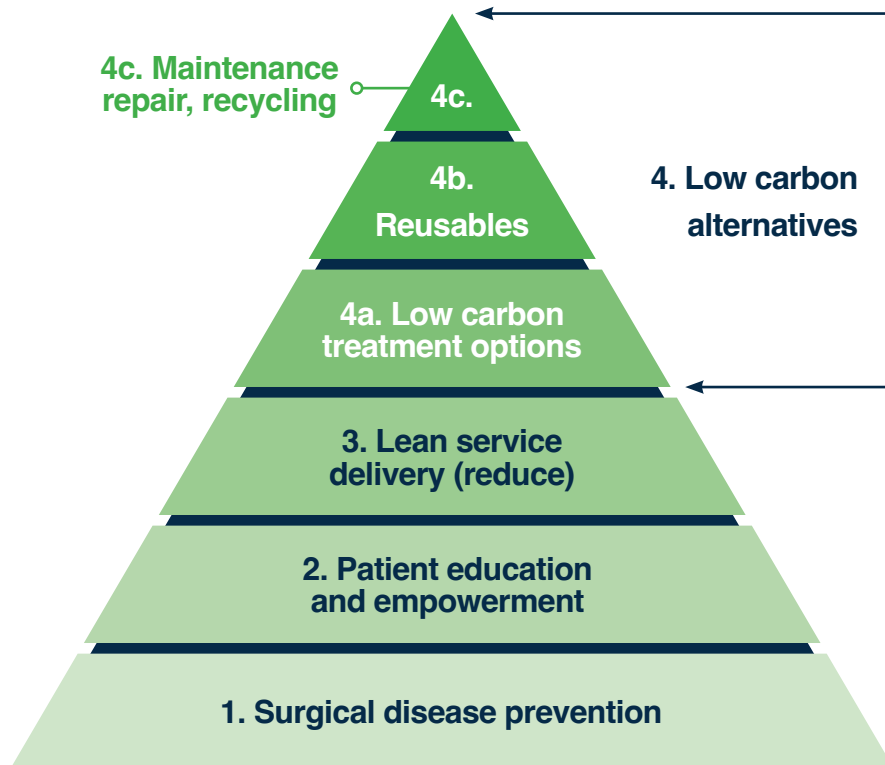 4c. Maintenance
repair, recycling
4c.
4b.
Reusables
4. Low carbon
alternatives
4a. Low carbon
treatment options
3. Lean service
delivery (reduce)
2. Patient education
and empowerment
1. Surgical disease prevention